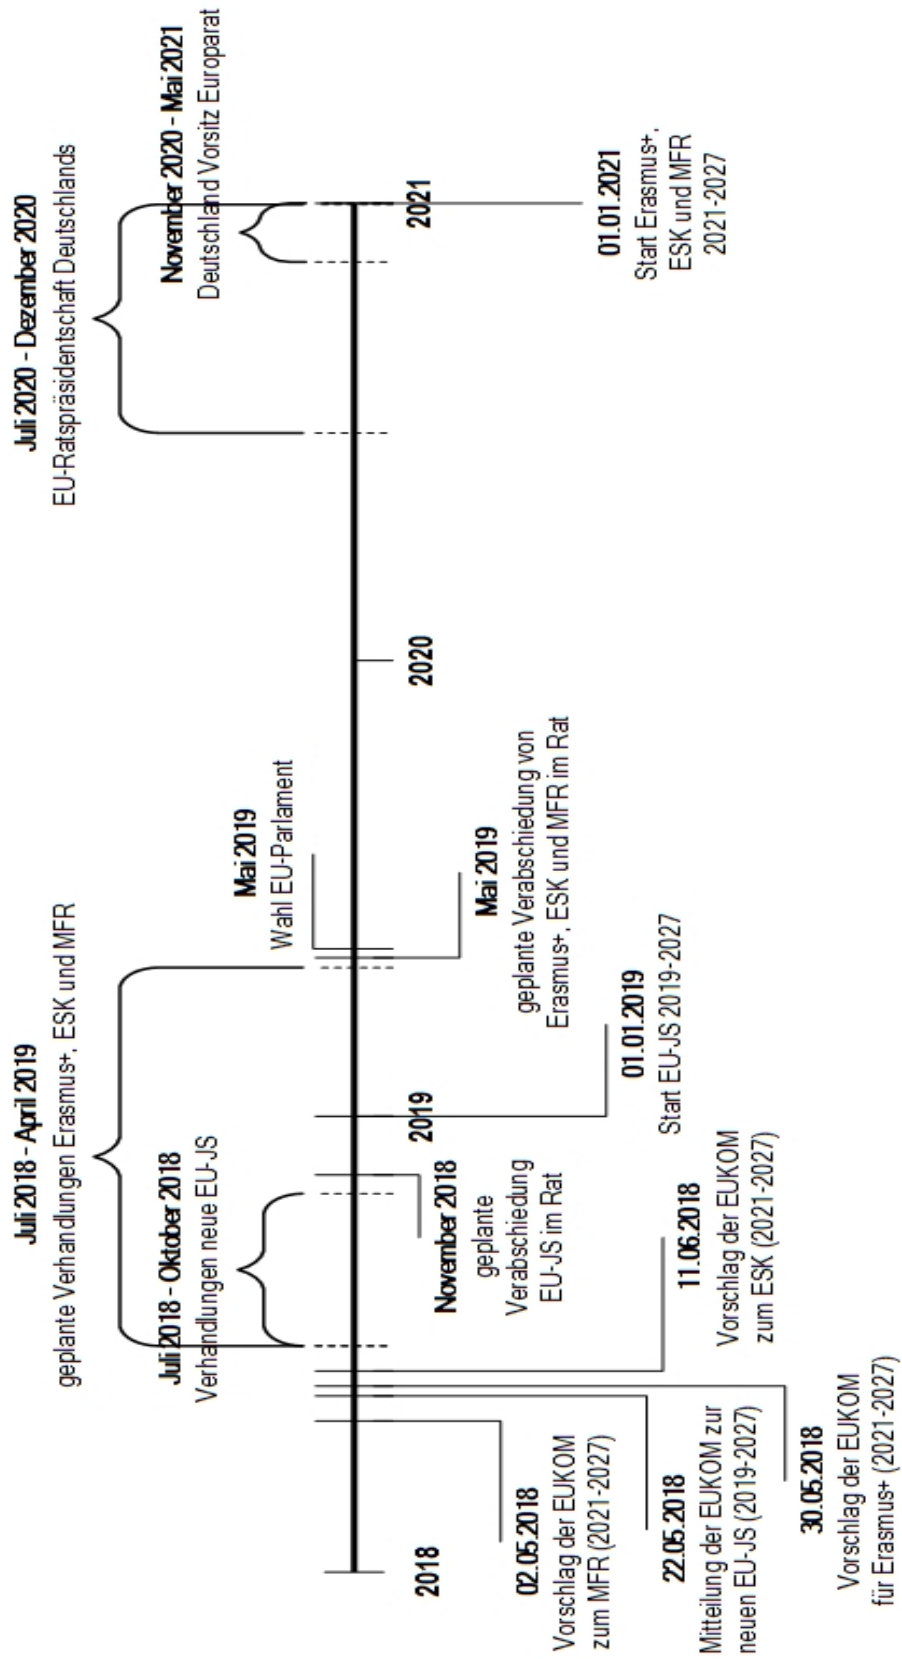 Juli 2018 - April 2019
geplante Verhandlungen Erasmus+, ESK und MFR
Juli 2020 - Dezember 2020
EU-Ratspräsidentschaft Deutschlands
Juli 2018 - Oktober 2018
Verhandlungen neue EU-JS
Mai 2019
Wahl EU-Parlament
November 2020 - Mai 2021
Deutschland Vorsitz Europarat
2018
2019
2020
2021
02.05.2018
Vorschlag der EUKOM
zum MFR (2021-2027)
November 2018
geplante
Verabschiedung
EU-JS im Rat
Mai 2019
geplante Verabschiedung von
Erasmus+, ESK und MFR im Rat
01.01.2021
Start Erasmus+,
ESK und MFR
2021-2027
22.05.2018
Mitteilung der EUKOM zur
neuen EU-JS (2019-2027)
11.06.2018
Vorschlag der EUKOM
zum ESK (2021-2027)
01.01.2019
Start EU-JS 2019-2027
30.05.2018
Vorschlag der EUKOM
für Erasmus+ (2021-2027)